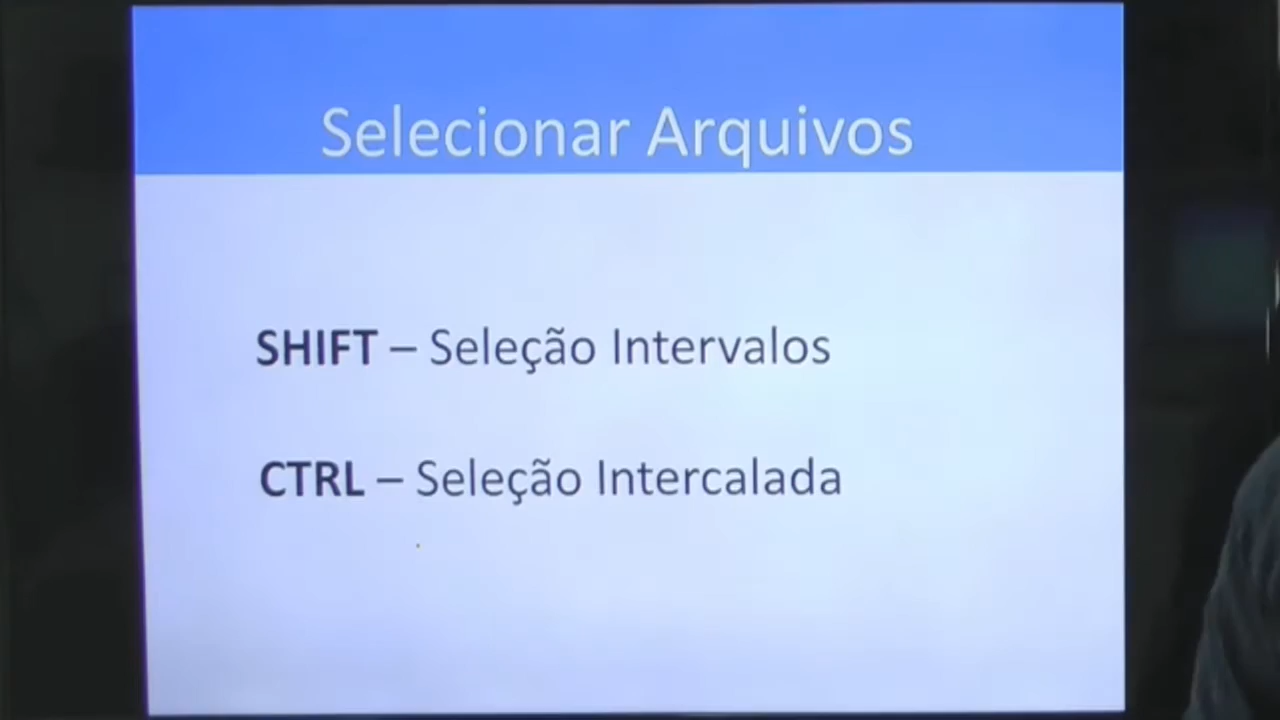 Selecionar Arquivos
SHIFT – Seleção Intervalos
CTRL – Seleção Intercalada